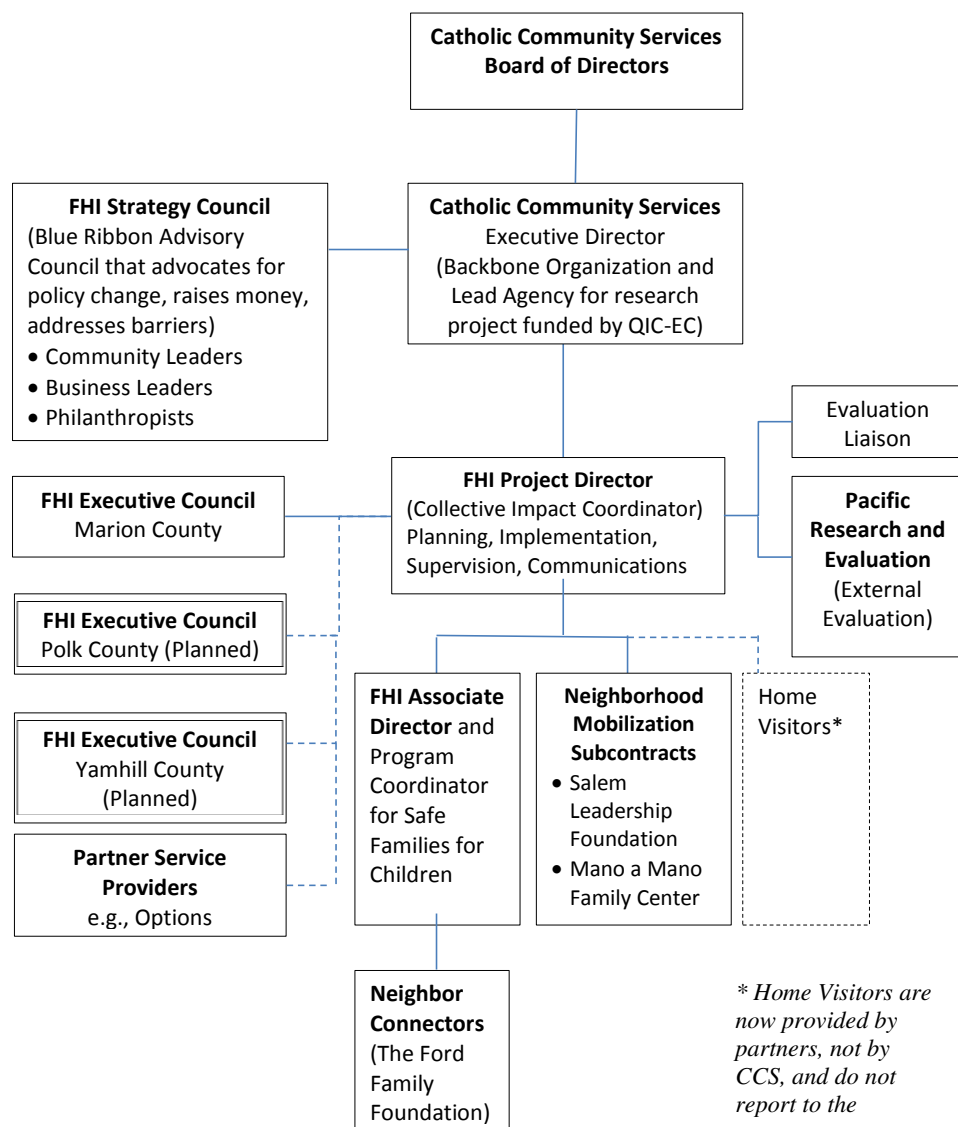 Catholic Community Services
Board of Directors
FHI Strategy Council
(Blue Ribbon Advisory
Council that advocates for
policy change, raises money,
addresses barriers)
• Community Leaders
• Business Leaders
• Philanthropists
Catholic Community Services
Executive Director
(Backbone Organization and
Lead Agency for research
project funded by QIC-EC)
Evaluation
Liaison
FHI Executive Council
Marion County
FHI Project Director
(Collective Impact Coordinator)
Planning, Implementation,
Supervision, Communications
Pacific
Research and
Evaluation
(External
Evaluation)
FHI Executive Council
Polk County (Planned)
FHI Executive Council
Yamhill County
(Planned)
Partner Service
Providers
e.g., Options
FHI Associate
Director and
Program
Coordinator
for Safe
Families for
Children
Neighborhood
Mobilization
Subcontracts
• Salem
Leadership
Foundation
• Mano a Mano
Family Center
Home
Visitors*
Neighbor
Connectors
(The Ford
Family
Foundation)
* Home Visitors are
now provided by
partners, not by
CCS, and do not
report to the